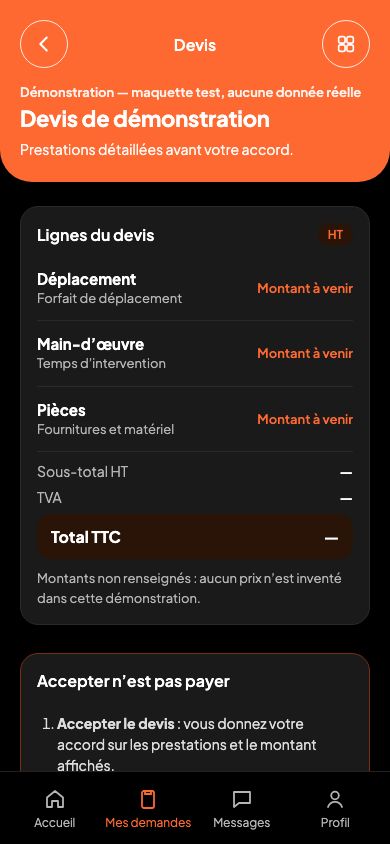 Devis
Démonstration — maquette test, aucune donnée réelle
Devis de démonstration
Prestations détaillées avant votre accord.
Lignes du devis
HT
Déplacement
Forfait de déplacement
Montant à venir
Main-d’œuvre
Temps d’intervention
Montant à venir
Pièces
Fournitures et matériel
Montant à venir
Sous-total HT —
TVA —
Total TTC —
Montants non renseignés : aucun prix n’est inventé
dans cette démonstration.
Accepter n’est pas payer
1. Accepter le devis : vous donnez votre
accord sur les prestations et le montant
affichés.
Accueil
Mes demandes
Messages
Profil